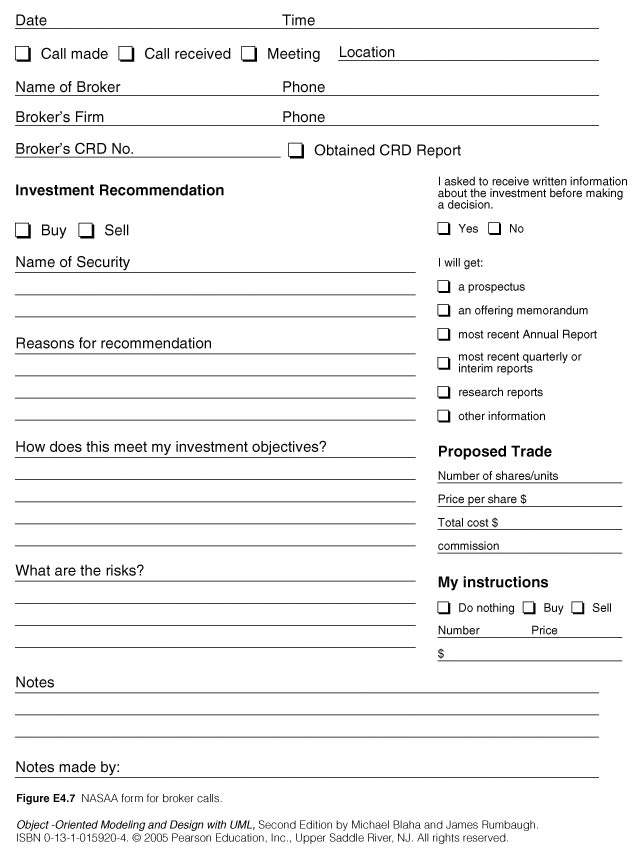 Date Time
Call made Call received Meeting Location
Name of Broker Phone
Broker's Firm Phone
Broker's CRD No. Obtained CRD Report
Investment Recommendation
Buy Sell
Name of Security
Reasons for recommendation
How does this meet my investment objectives?
What are the risks?
I asked to receive written information
about the investment before making
a decision.
Yes No
I will get:
a prospectus
an offering memorandum
most recent Annual Report
most recent quarterly or
interim reports
research reports
other information
Proposed Trade
Number of shares/units
Price per share $
Total cost $
commission
My instructions
Do nothing Buy Sell
Number Price
$
Notes
Notes made by:
Figure E4.7 NASAA form for broker calls.
Object -Oriented Modeling and Design with UML, Second Edition by Michael Blaha and James Rumbaugh.
ISBN 0-13-1-015920-4. © 2005 Pearson Education, Inc., Upper Saddle River, NJ. All rights reserved.